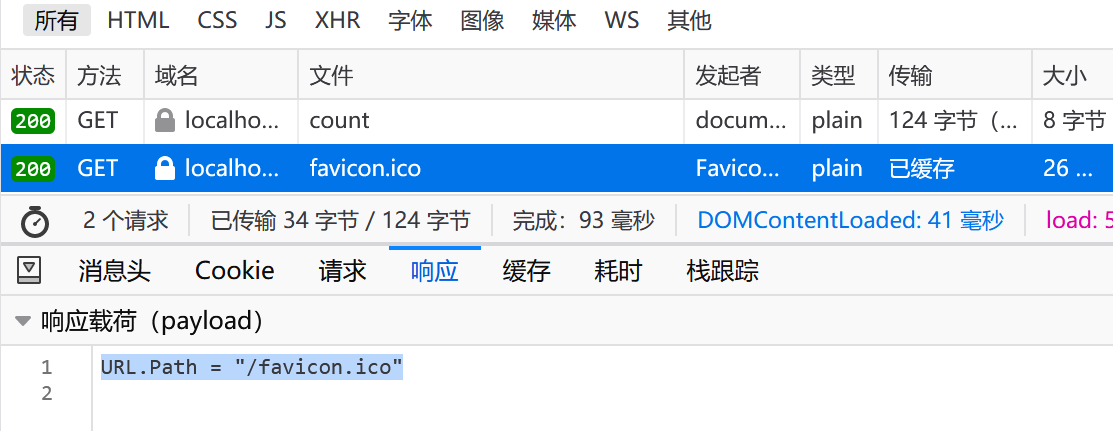 所有 HTML CSS JS XHR 字体 图像 媒体 WS 其他
状态 方法 域名 文件 发起者 类型 传输 大小
200 GET localho... count docum... plain 124 字节（... 8 字节
200 GET localho... favicon.ico Favico... plain 已缓存 26 ...
2 个请求 已传输 34 字节 / 124 字节 完成：93 毫秒 DOMContentLoaded: 41 毫秒 load: 5
消息头 Cookie 请求 响应 缓存 耗时 栈跟踪
响应载荷（payload）
1 URL.Path = "/favicon.ico"
2